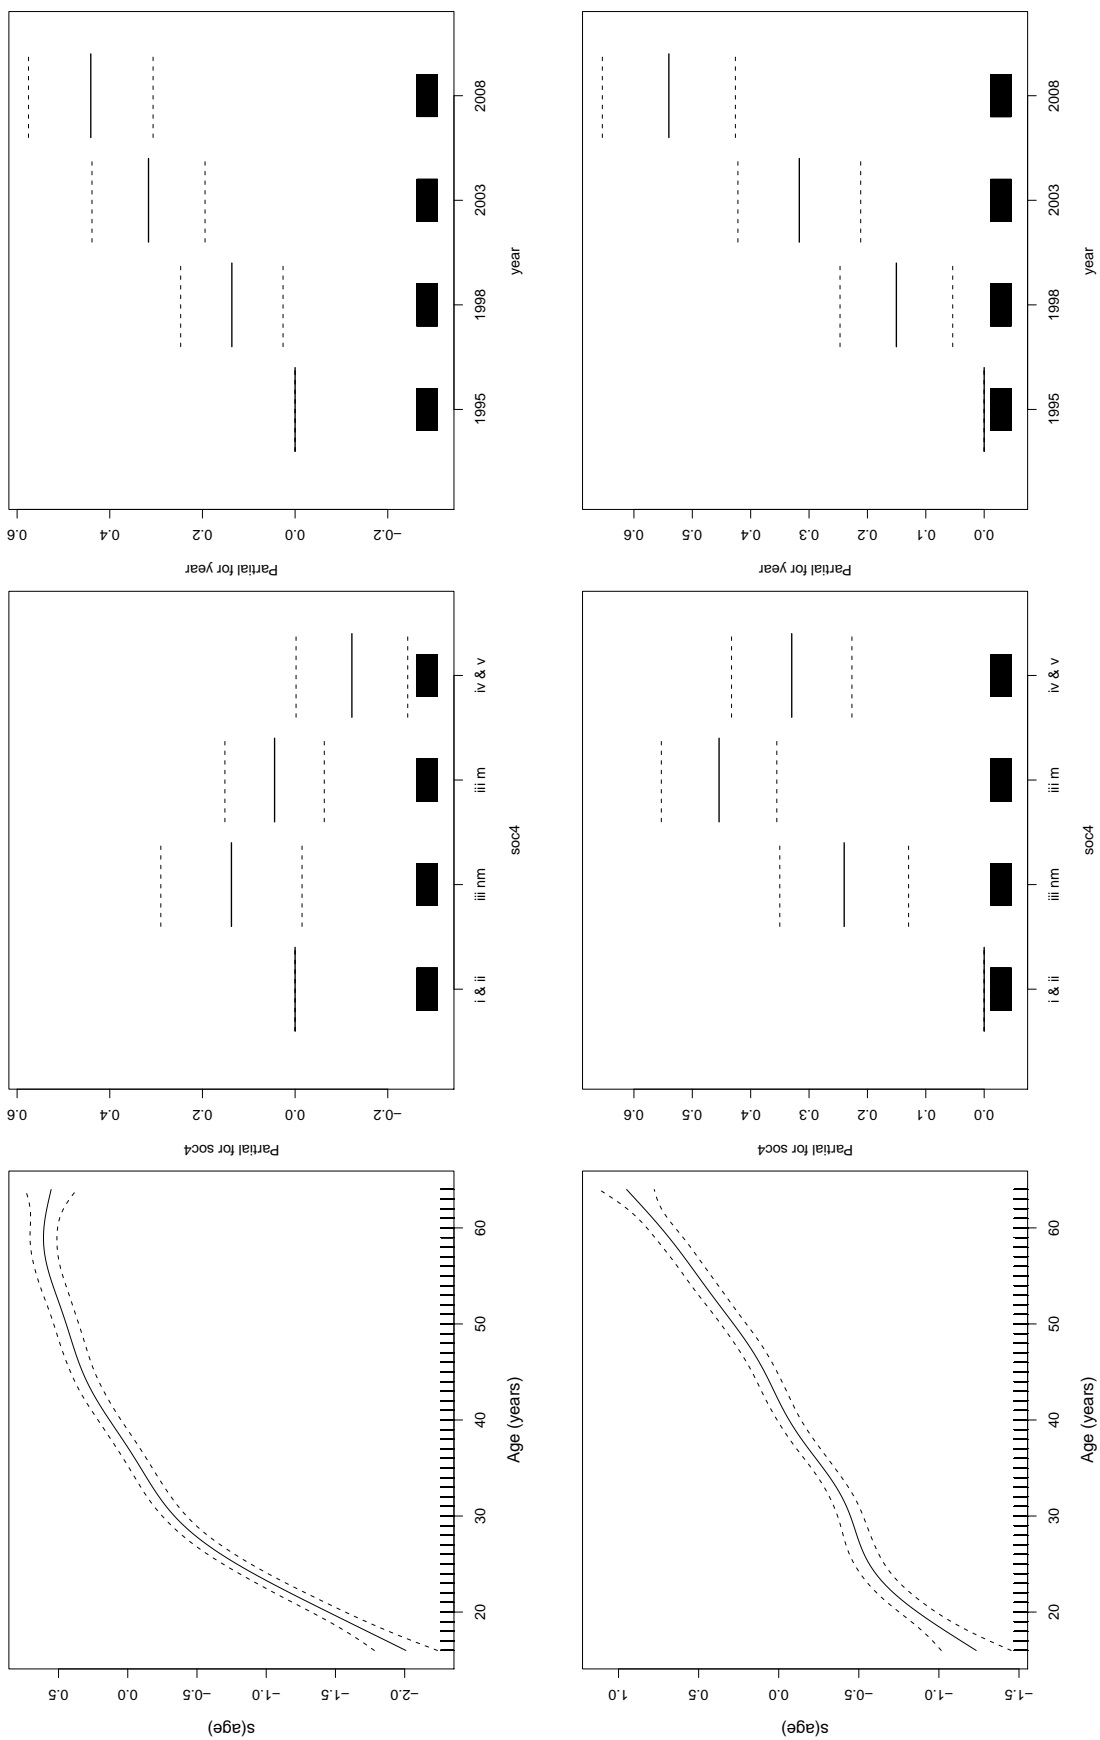 s(age)
0.5
0.0
−0.5
−1.0
−1.5
−2.0
20 30 40 50 60
Age (years)
Partial for soc4
0.6
0.4
0.2
0.0
−0.2
i & ii iii nm iii m iv & v
soc4
Partial for year
0.6
0.4
0.2
0.0
−0.2
1995 1998 2003 2008
year
s(age)
1.0
0.5
0.0
−0.5
−1.0
−1.5
20 30 40 50 60
Age (years)
Partial for soc4
0.6
0.5
0.4
0.3
0.2
0.1
0.0
i & ii iii nm iii m iv & v
soc4
Partial for year
0.6
0.5
0.4
0.3
0.2
0.1
0.0
1995 1998 2003 2008
year